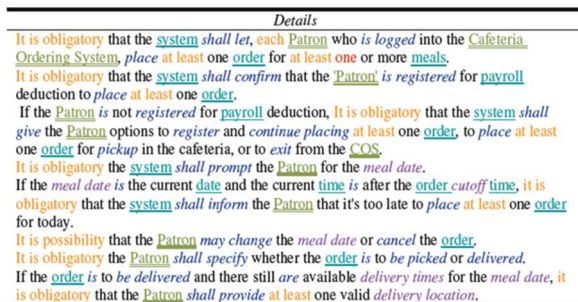 Details
It is obligatory that the system shall let, each Patron who is logged into the Cafeteria
Ordering System, place at least one order for at least one or more meals.
It is obligatory that the system shall confirm that the 'Patron' is registered for payroll
deduction to place at least one order.
If the Patron is not registered for payroll deduction, It is obligatory that the system shall
give the Patron options to register and continue placing at least one order, to place at least
one order for pickup in the cafeteria, or to exit from the COS.
It is obligatory the system shall prompt the Patron for the meal date.
If the meal date is the current date and the current time is after the order cutoff time, it is
obligatory that the system shall inform the Patron that it's too late to place at least one order
for today.
It is possibility that the Patron may change the meal date or cancel the order.
It is obligatory the Patron shall specify whether the order is to be picked or delivered.
If the order is to be delivered and there still are available delivery times for the meal date, it
is obligatory that the Patron shall provide at least one valid delivery location.